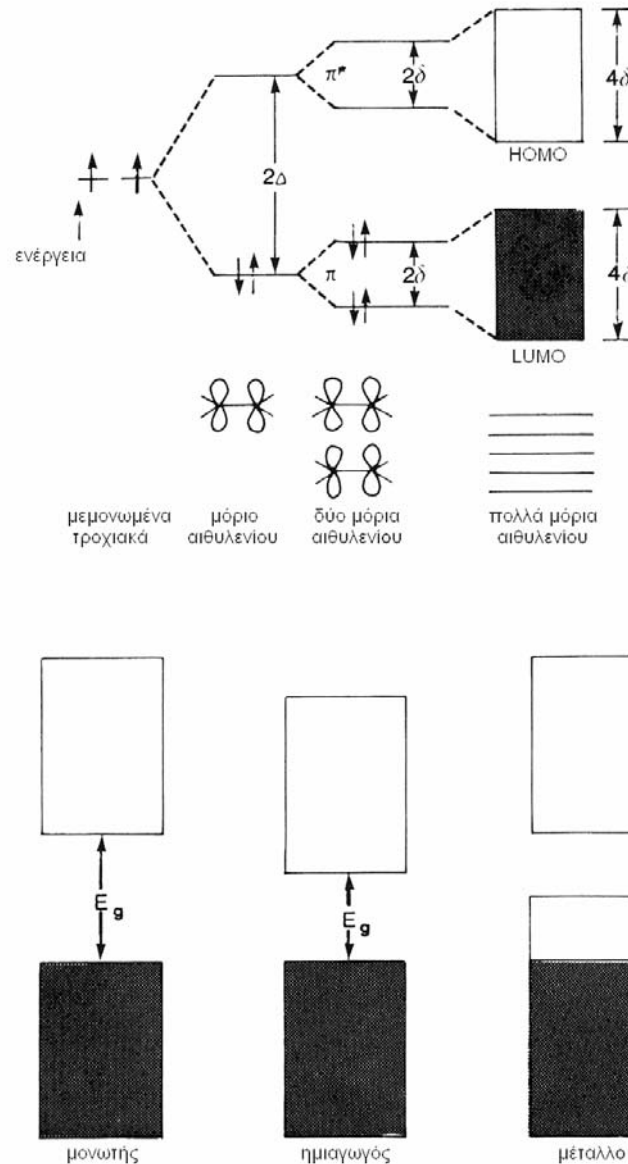 π*
2δ
4δ
HOMO
2Δ
ενέργεια
π
2δ
4δ
LUMO
μεμονωμένα
τροχιακά
μόριο
αιθυλενίου
δύο μόρια
αιθυλενίου
πολλά μόρια
αιθυλενίου
E g
E g
μονωτής
ημιαγωγός
μέταλλο